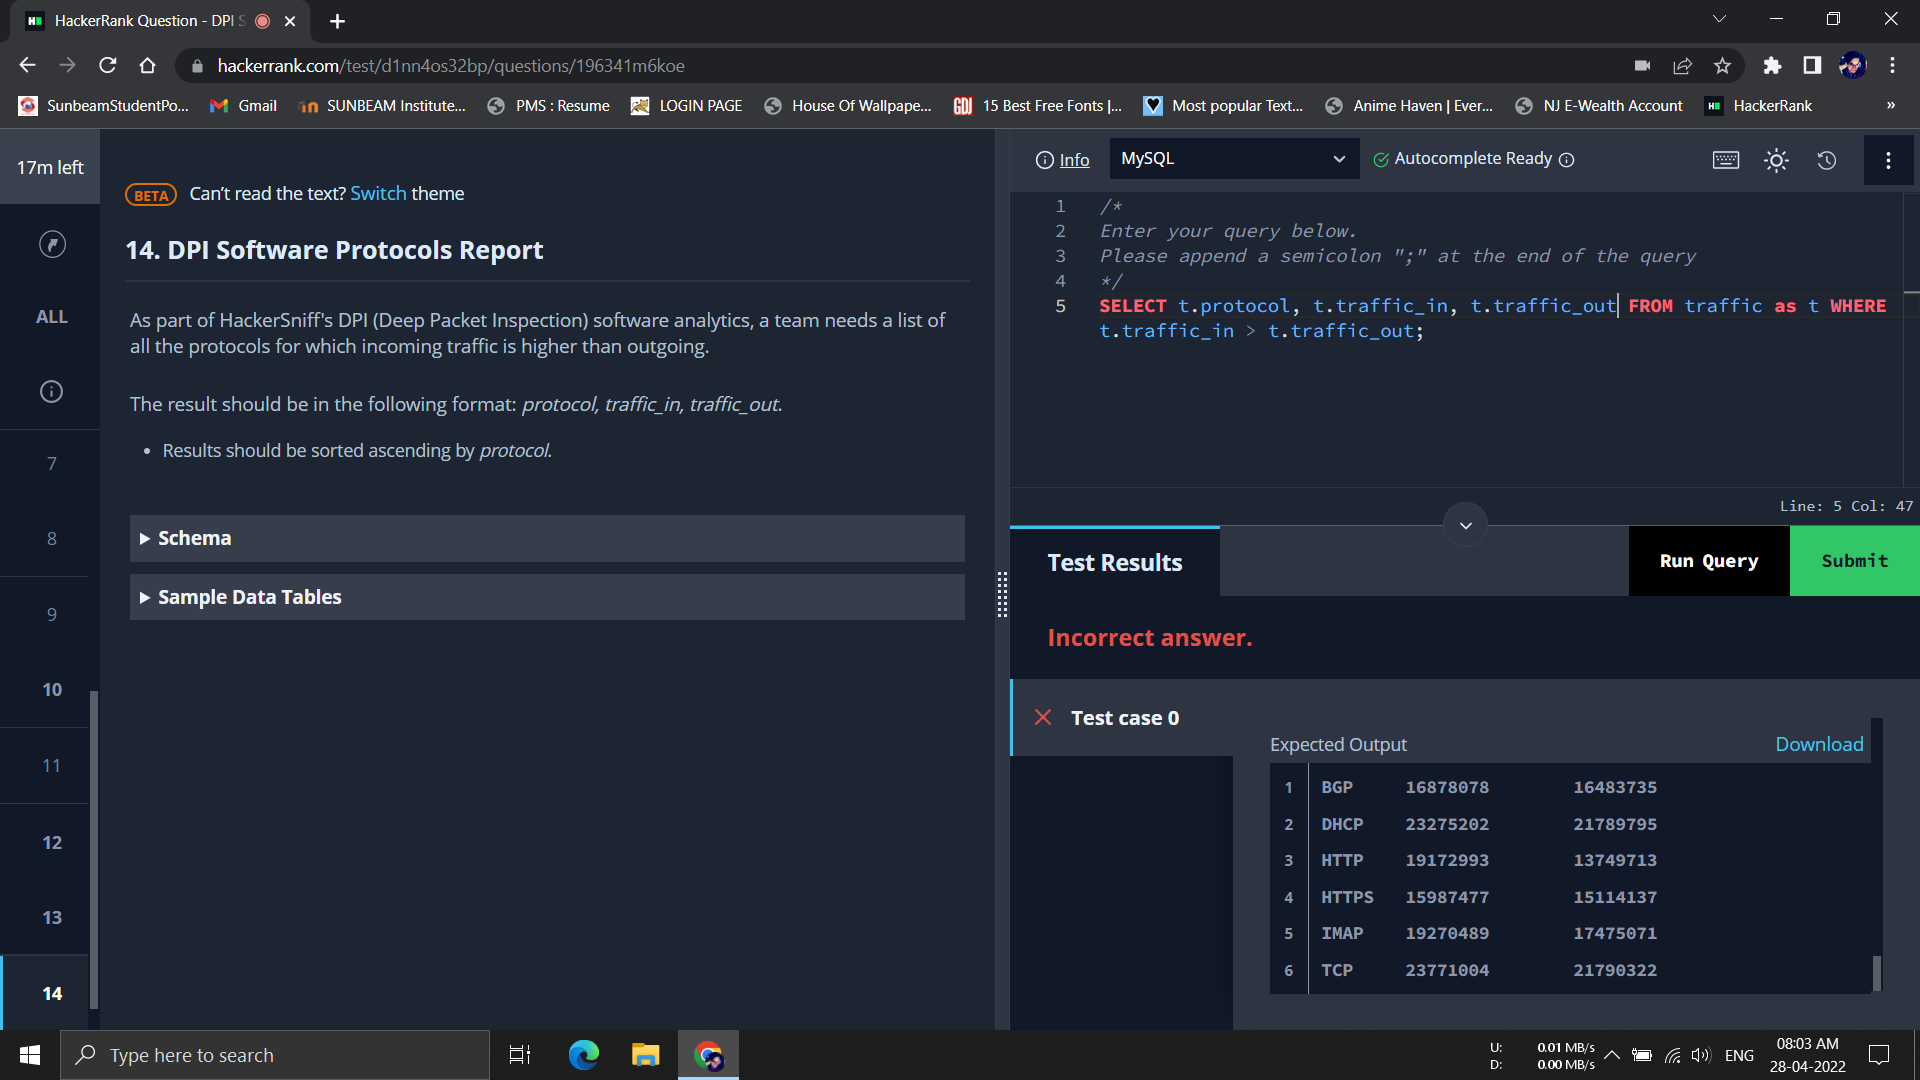 HackerRank Question - DPI S
hackerrank.com/test/d1nn4os32bp/questions/196341m6koe
SunbeamStudentPo...
Gmail
SUNBEAM Institute...
PMS : Resume
LOGIN PAGE
House Of Wallpape...
15 Best Free Fonts |...
Most popular Text...
Anime Haven | Ever...
NJ E-Wealth Account
HackerRank
»
17m left
ALL
7
8
9
10
11
12
13
14
BETA Can't read the text? Switch theme
14. DPI Software Protocols Report
As part of HackerSniff's DPI (Deep Packet Inspection) software analytics, a team needs a list of
all the protocols for which incoming traffic is higher than outgoing.
The result should be in the following format: protocol, traffic_in, traffic_out.
• Results should be sorted ascending by protocol.
Schema
Sample Data Tables
Info
MySQL
Autocomplete Ready
1 /*
2 Enter your query below.
3 Please append a semicolon ";" at the end of the query
4 */
5 SELECT t.protocol, t.traffic_in, t.traffic_out FROM traffic as t WHERE
t.traffic_in > t.traffic_out;
Line: 5 Col: 47
Test Results
Run Query
Submit
Incorrect answer.
Test case 0
Expected Output
Download
1 BGP 16878078 16483735
2 DHCP 23275202 21789795
3 HTTP 19172993 13749713
4 HTTPS 15987477 15114137
5 IMAP 19270489 17475071
6 TCP 23771004 21790322
Type here to search
U: 0.01 MB/s
D: 0.00 MB/s
ENG
08:03 AM
28-04-2022